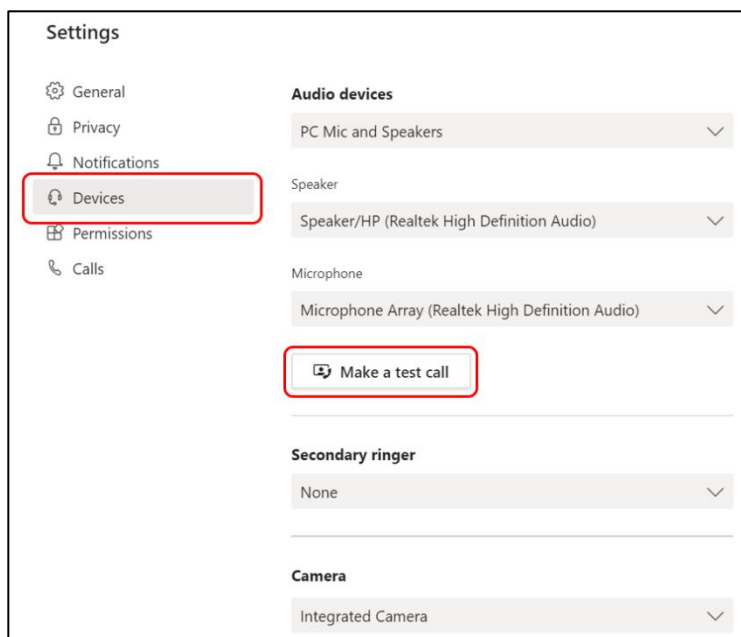 Settings
General
Privacy
Notifications
Devices
Permissions
Calls
Audio devices
PC Mic and Speakers
Speaker
Speaker/HP (Realtek High Definition Audio)
Microphone
Microphone Array (Realtek High Definition Audio)
Make a test call
Secondary ringer
None
Camera
Integrated Camera